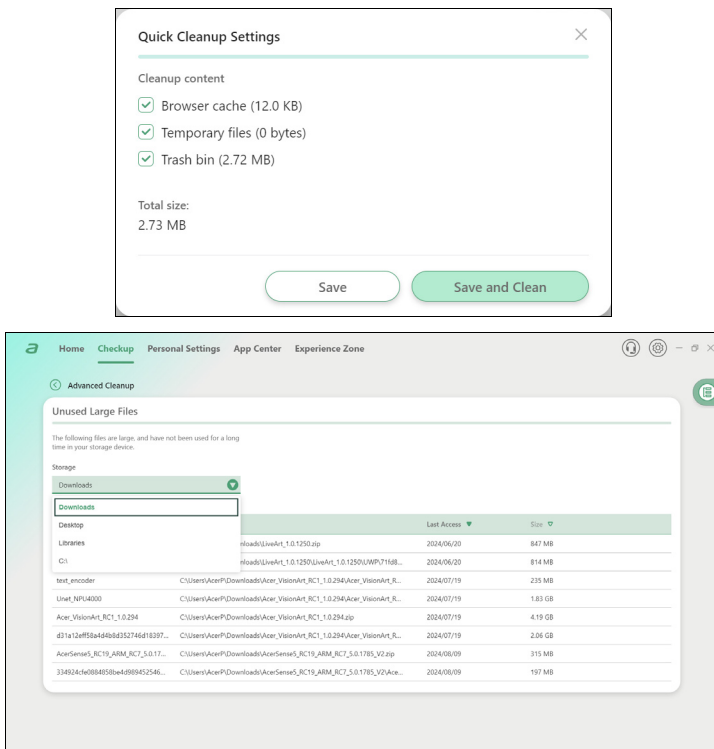 Quick Cleanup Settings
Cleanup content
Browser cache (12.0 KB)
Temporary files (0 bytes)
Trash bin (2.72 MB)
Total size:
2.73 MB
Save Save and Clean
a Home Checkup Personal Settings App Center Experience Zone
Advanced Cleanup
Unused Large Files
The following files are large, and have not been used for a long
time in your storage device.
Storage
Downloads
Downloads
Desktop Last Access Size
Libraries nloads\LiveArt_1.0.1250.zip 2024/06/20 847 MB
C:\ nloads\LiveArt_1.0.1250\LiveArt_1.0.1250\UWP\71fd8... 2024/06/20 814 MB
text_encoder C:\Users\AcerP\Downloads\Acer_VisionArt_RC1_1.0.294\Acer_VisionArt_R... 2024/07/19 235 MB
Unet_NPU4000 C:\Users\AcerP\Downloads\Acer_VisionArt_RC1_1.0.294\Acer_VisionArt_R... 2024/07/19 1.83 GB
Acer_VisionArt_RC1_1.0.294 C:\Users\AcerP\Downloads\Acer_VisionArt_RC1_1.0.294.zip 2024/07/19 4.19 GB
d31a12eff58a4d4b8d352746d18397... C:\Users\AcerP\Downloads\Acer_VisionArt_RC1_1.0.294\Acer_VisionArt_R... 2024/07/19 2.06 GB
AcerSense5_RC19_ARM_RC7_5.0.17... C:\Users\AcerP\Downloads\AcerSense5_RC19_ARM_RC7_5.0.1785_V2.zip 2024/08/09 315 MB
334924cfe0884858be4d989452546... C:\Users\AcerP\Downloads\AcerSense5_RC19_ARM_RC7_5.0.1785_V2\Ace... 2024/08/09 197 MB